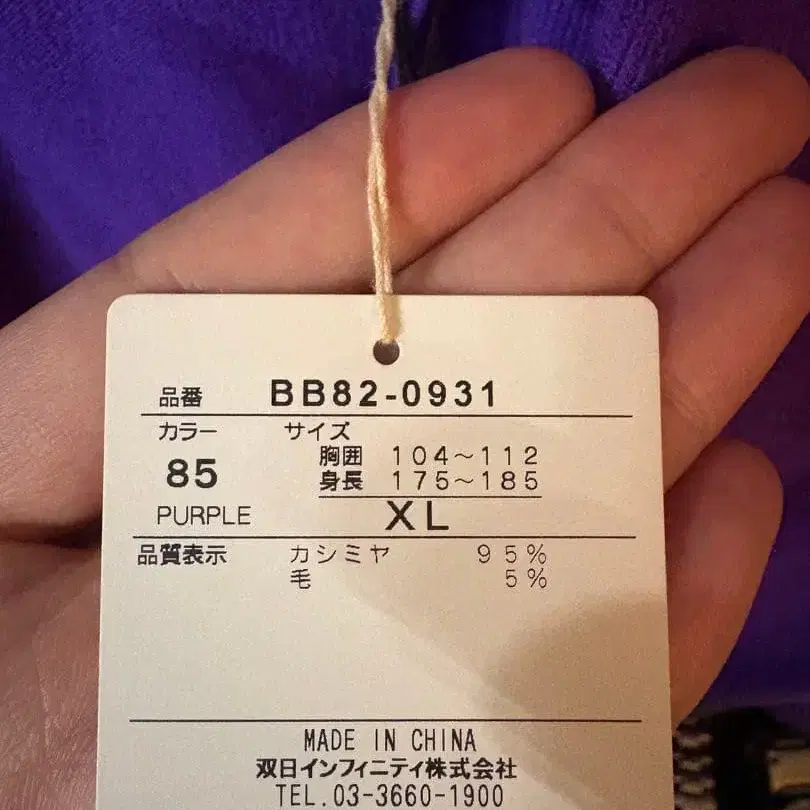 品番 BB82-0931
カラー サイズ
胸囲 104～112
85 身長 175～185
PURPLE XL
品質表示 カシミヤ 95%
毛 5%
MADE IN CHINA
双日インフィニティ株式会社
TEL.03-3660-1900